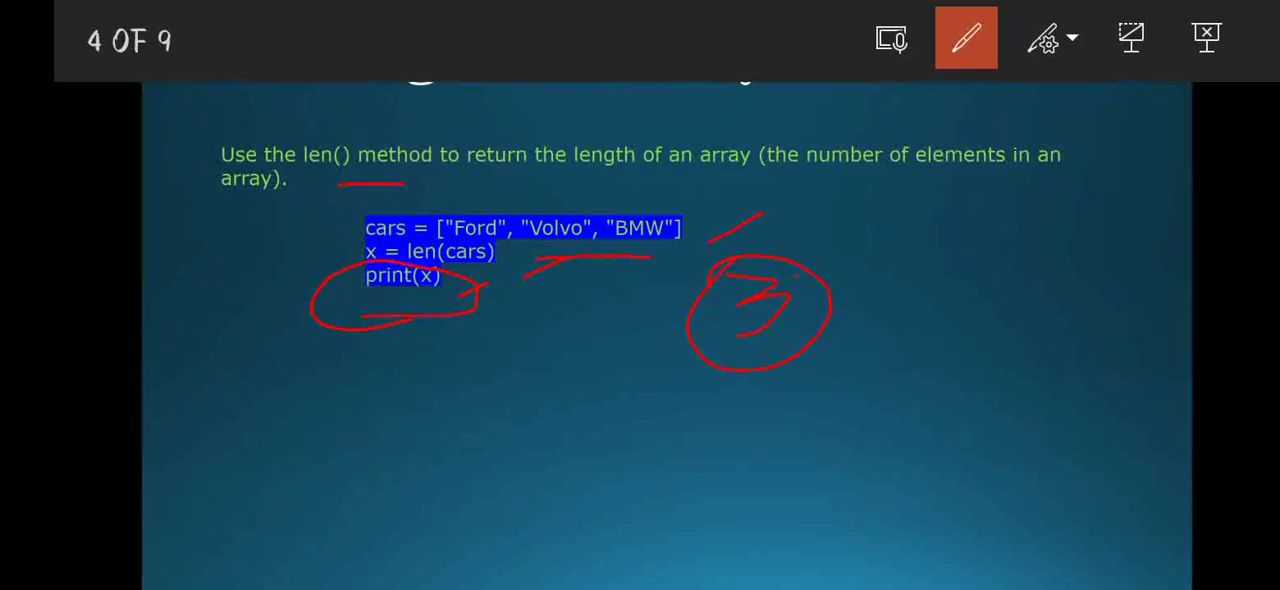 4 OF 9
Use the len() method to return the length of an array (the number of elements in an
array).
cars = ["Ford", "Volvo", "BMW"]
x = len(cars)
print(x)
3